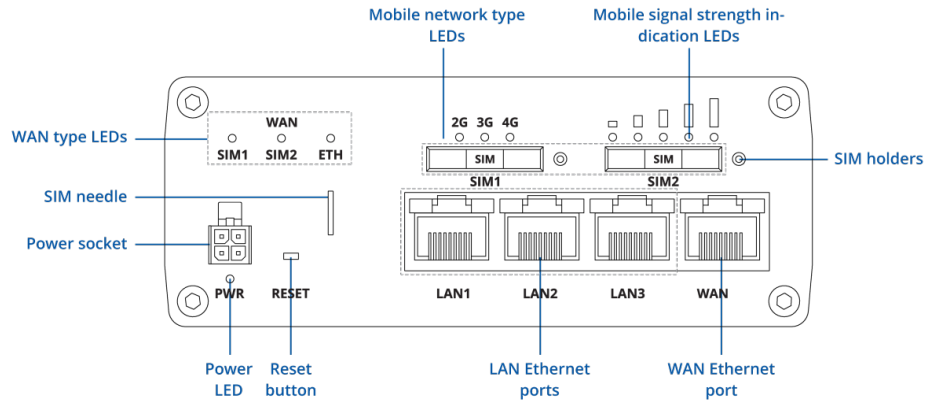 Mobile network type
LEDs
Mobile signal strength in-
dication LEDs
WAN type LEDs
WAN
SIM1 SIM2 ETH
2G 3G 4G
SIM
SIM
SIM holders
SIM1
SIM2
SIM needle
Power socket
PWR
RESET
LAN1
LAN2
LAN3
WAN
Power
LED
Reset
button
LAN Ethernet
ports
WAN Ethernet
port